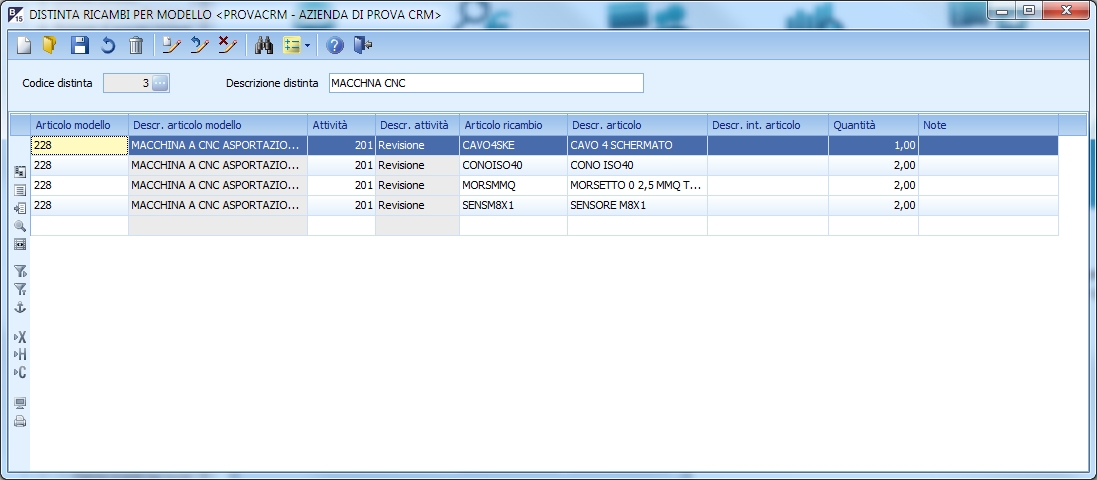 B 15 DISTINTA RICAMBI PER MODELLO <PROVACRM - AZIENDA DI PROVA CRM>
Codice distinta 3 ... Descrizione distinta MACCHNA CNC
Articolo modello Descr. articolo modello Attività Descr. attività Articolo ricambio Descr. articolo Descr. int. articolo Quantità Note
228 MACCHINA A CNC ASPORTAZIO... 201 Revisione CAVO4SKE CAVO 4 SCHERMATO 1,00
228 MACCHINA A CNC ASPORTAZIO... 201 Revisione CONOISO40 CONO ISO40 2,00
228 MACCHINA A CNC ASPORTAZIO... 201 Revisione MORSMMQ MORSETTO 0 2,5 MMQ T... 2,00
228 MACCHINA A CNC ASPORTAZIO... 201 Revisione SENSM8X1 SENSORE M8X1 2,00
X
H
C